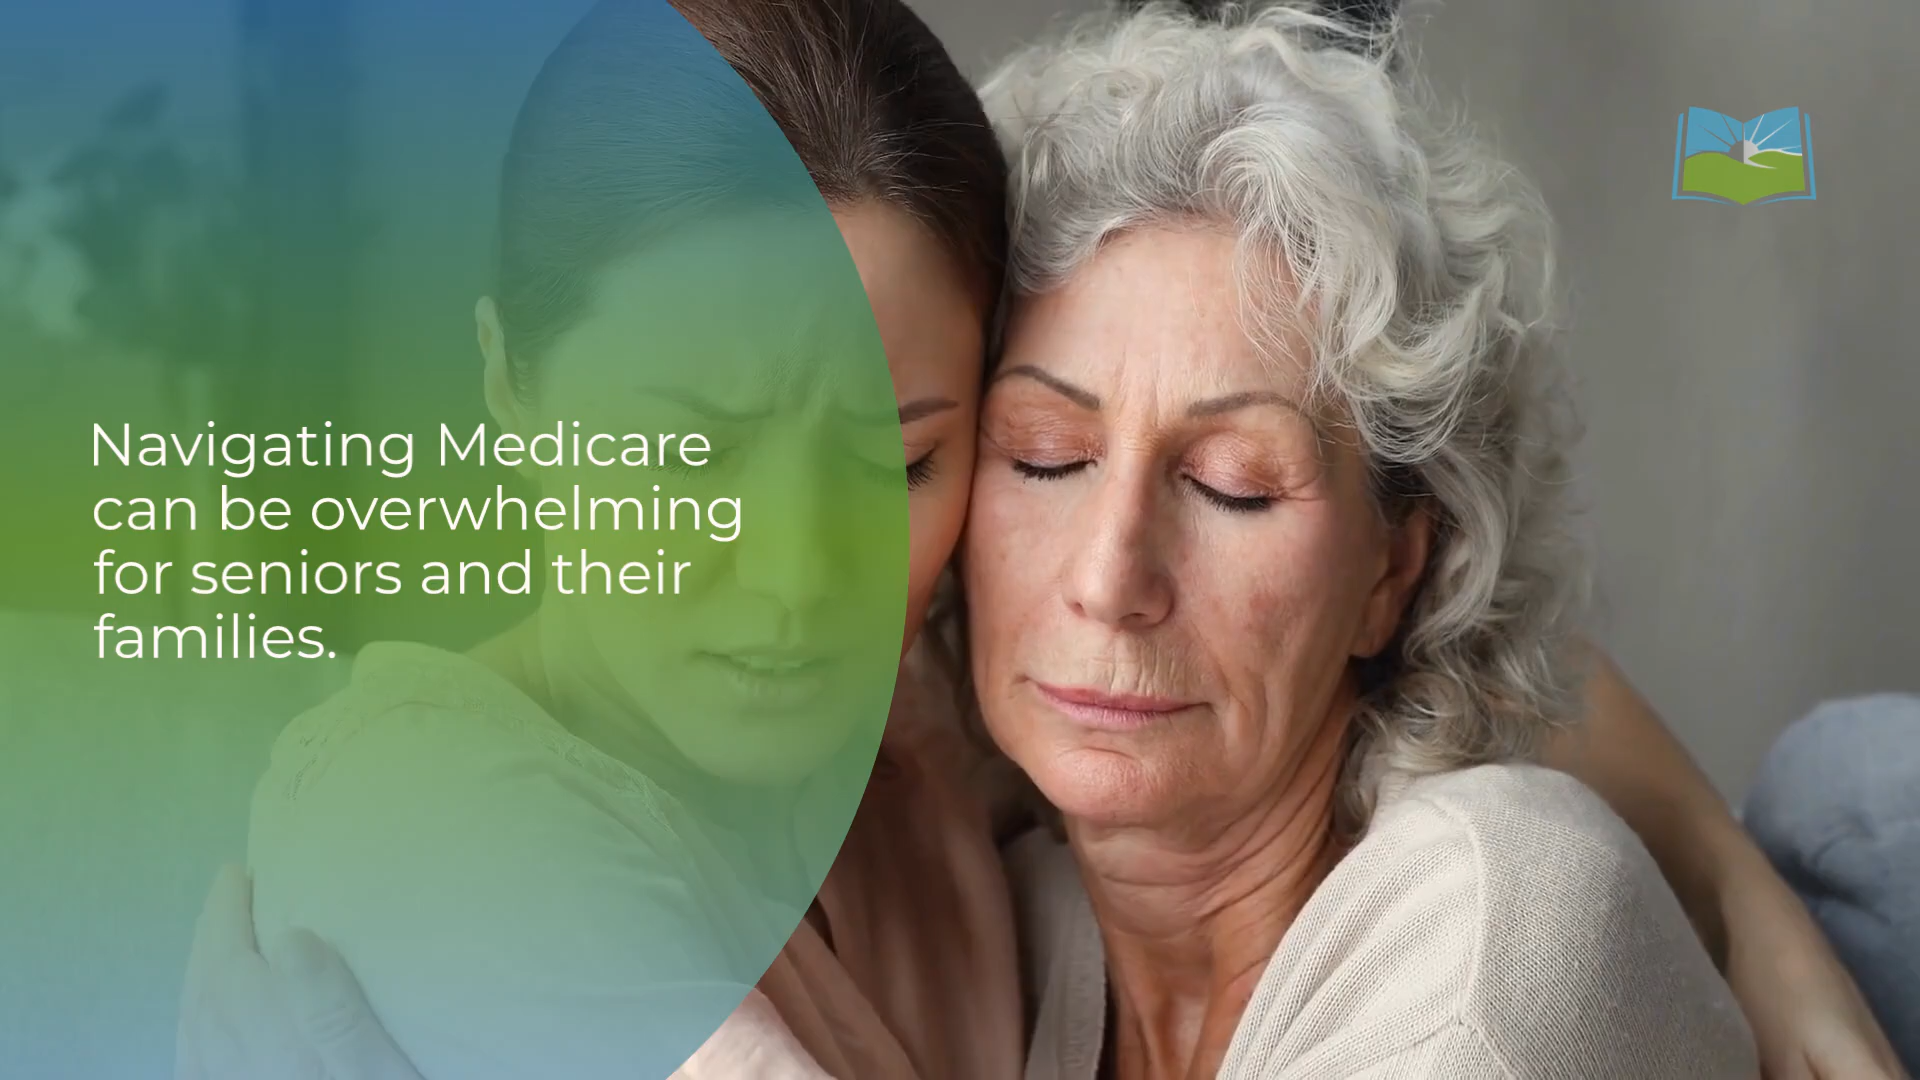 Navigating Medicare
can be overwhelming
for seniors and their
families.